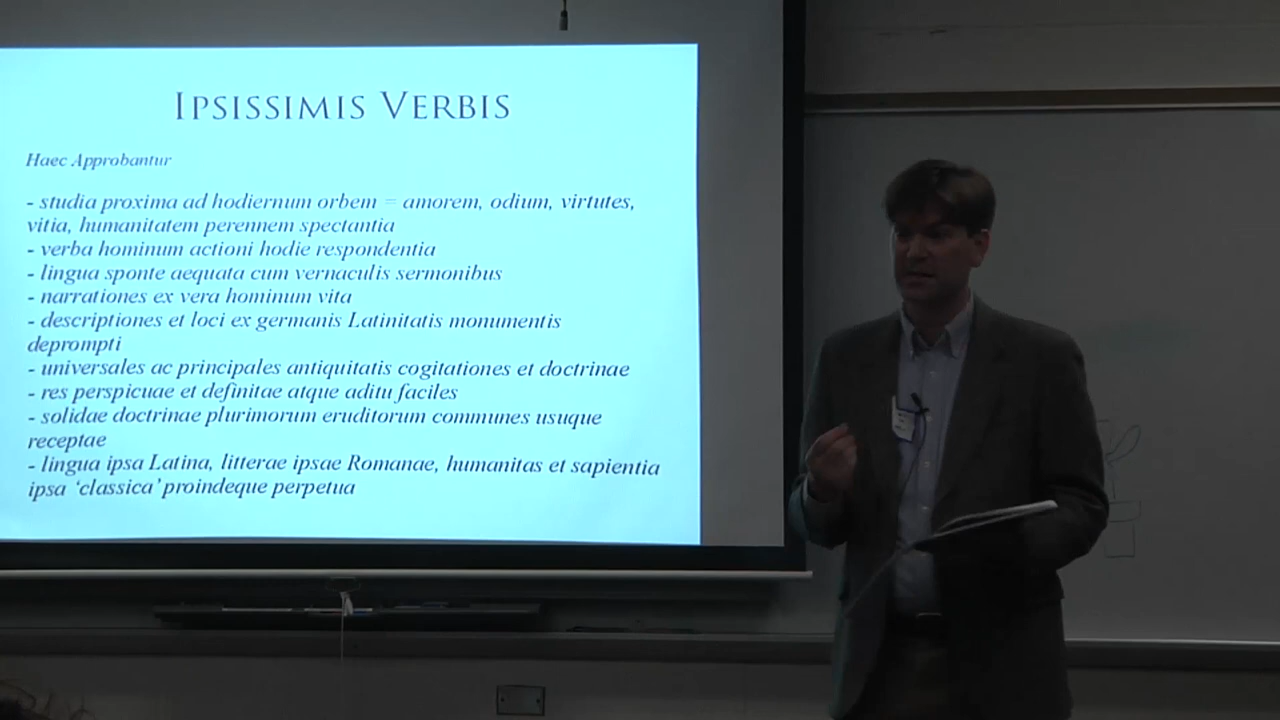 IPSISSIMIS VERBIS
Haec Approbantur
- studia proxima ad hodiernum orbem = amorem, odium, virtutes,
vitia, humanitatem perennem spectantia
- verba hominum actioni hodie respondentia
- lingua sponte aequata cum vernaculis sermonibus
- narrationes ex vera hominum vita
- descriptiones et loci ex germanis Latinitatis monumentis
deprompti
- universales ac principales antiquitatis cogitationes et doctrinae
- res perspicuae et definitae atque aditu faciles
- solidae doctrinae plurimorum eruditorum communes usuque
receptae
- lingua ipsa Latina, litterae ipsae Romanae, humanitas et sapientia
ipsa ‘classica’ proindeque perpetua